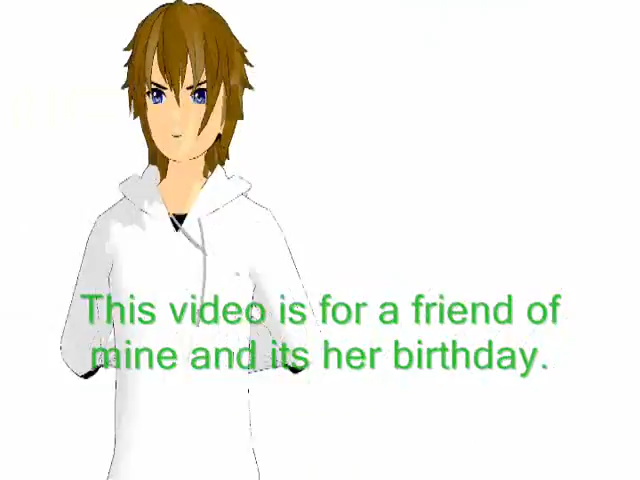 This video is for a friend of
mine and its her birthday.